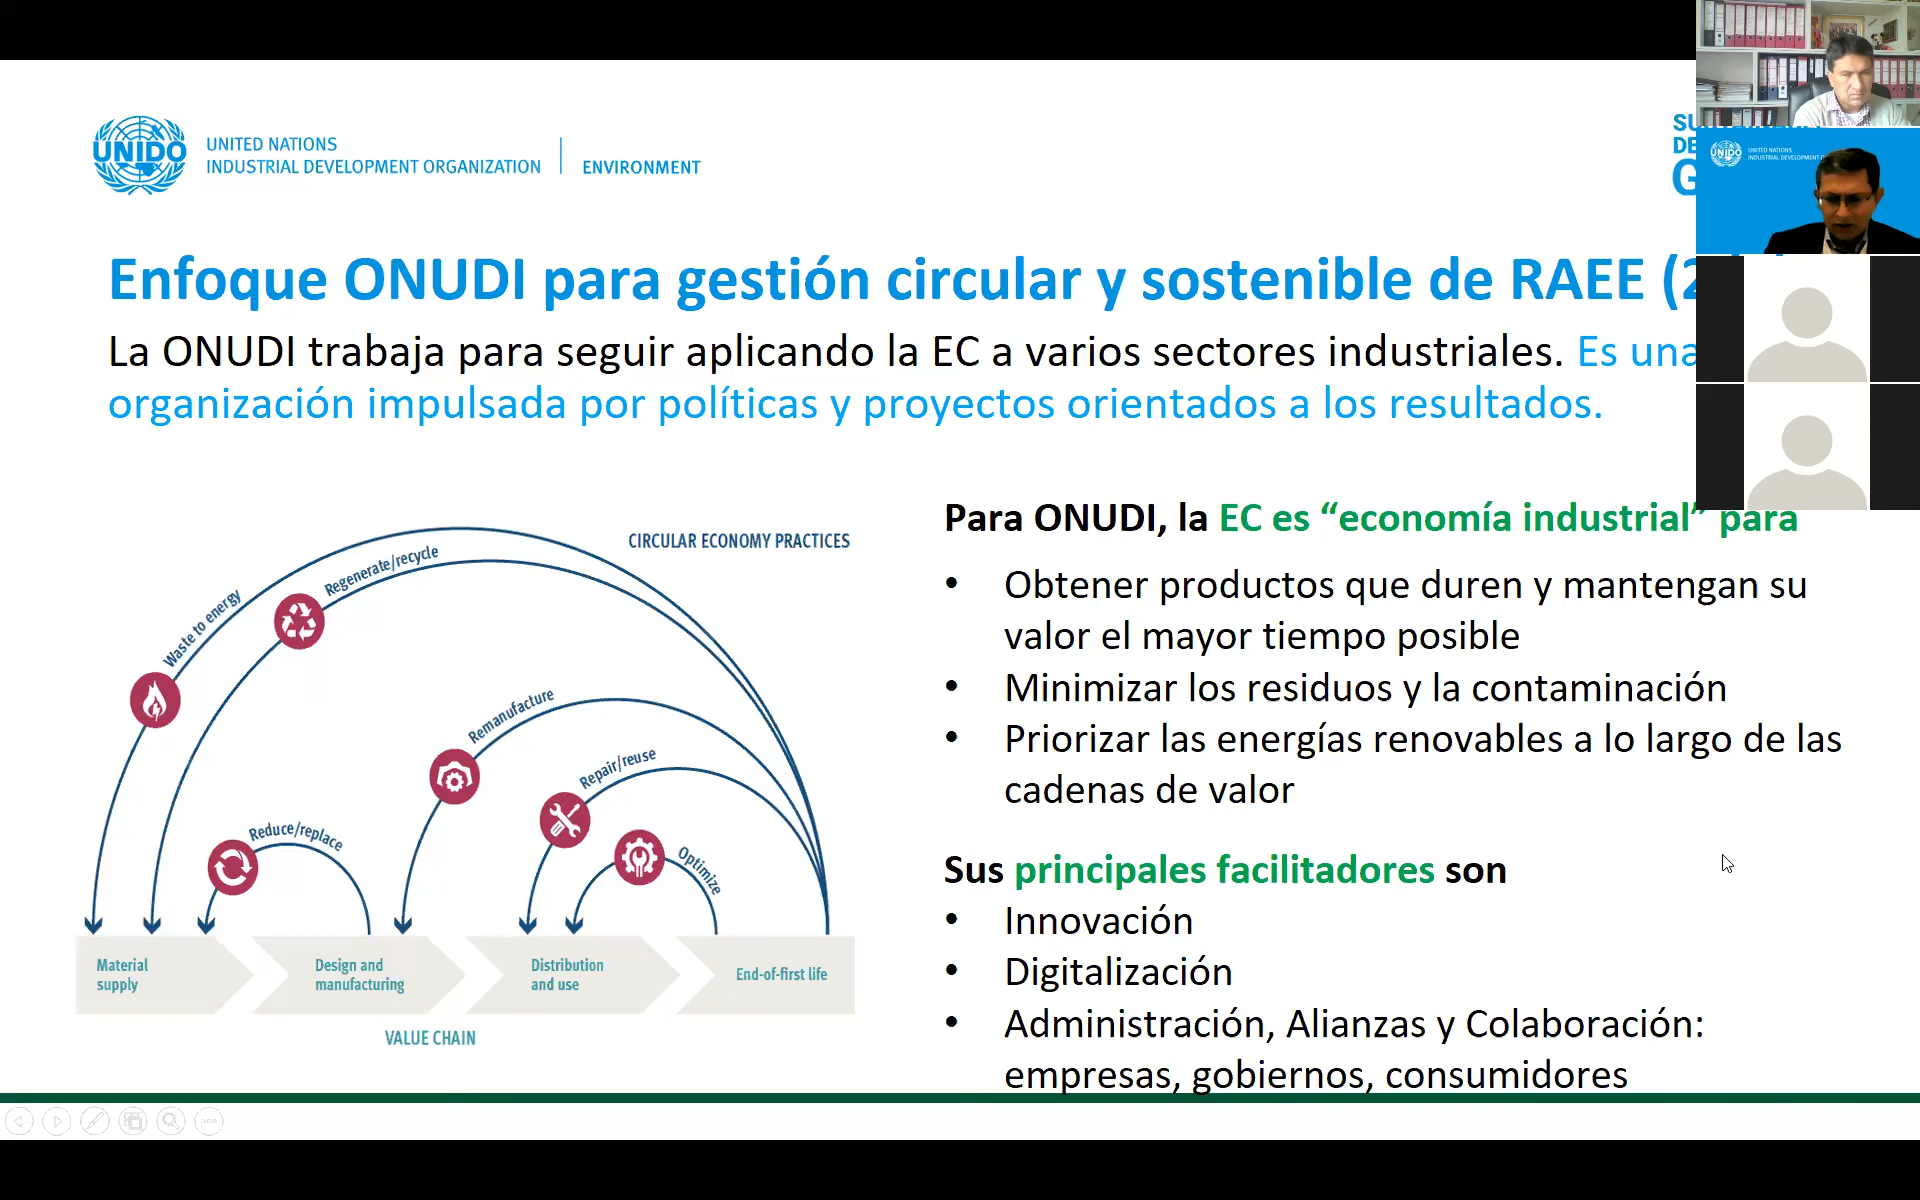 UNIDO
UNITED NATIONS
INDUSTRIAL DEVELOPMENT ORGANIZATION
ENVIRONMENT
UNIDO
UNITED NATIONS
INDUSTRIAL DEVELOPMENT
Enfoque ONUDI para gestión circular y sostenible de RAEE (2
La ONUDI trabaja para seguir aplicando la EC a varios sectores industriales. Es una
organización impulsada por políticas y proyectos orientados a los resultados.
CIRCULAR ECONOMY PRACTICES
Waste to energy
Regenerate/recycle
Remanufacture
Repair/reuse
Reduce/replace
Optimize
Material
supply
Design and
manufacturing
Distribution
and use
End-of-first life
VALUE CHAIN
Para ONUDI, la EC es “economía industrial” para
• Obtener productos que duren y mantengan su
valor el mayor tiempo posible
• Minimizar los residuos y la contaminación
• Priorizar las energías renovables a lo largo de las
cadenas de valor
Sus principales facilitadores son
• Innovación
• Digitalización
• Administración, Alianzas y Colaboración:
empresas, gobiernos, consumidores